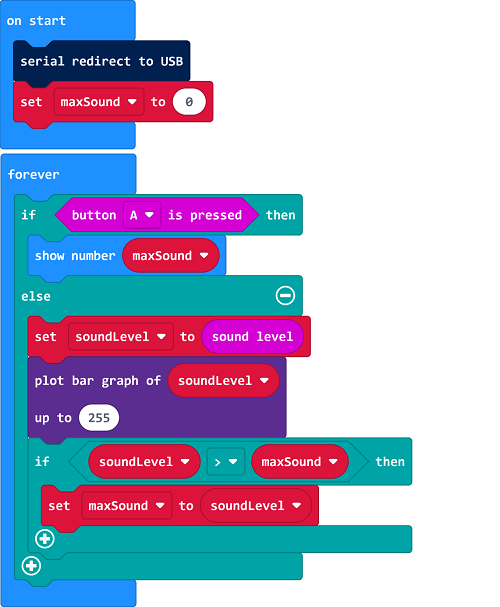 on start
serial redirect to USB
set maxSound to 0
forever
if button A is pressed then
show number maxSound
else
set soundLevel to sound level
plot bar graph of soundLevel
up to 255
if soundLevel > maxSound then
set maxSound to soundLevel